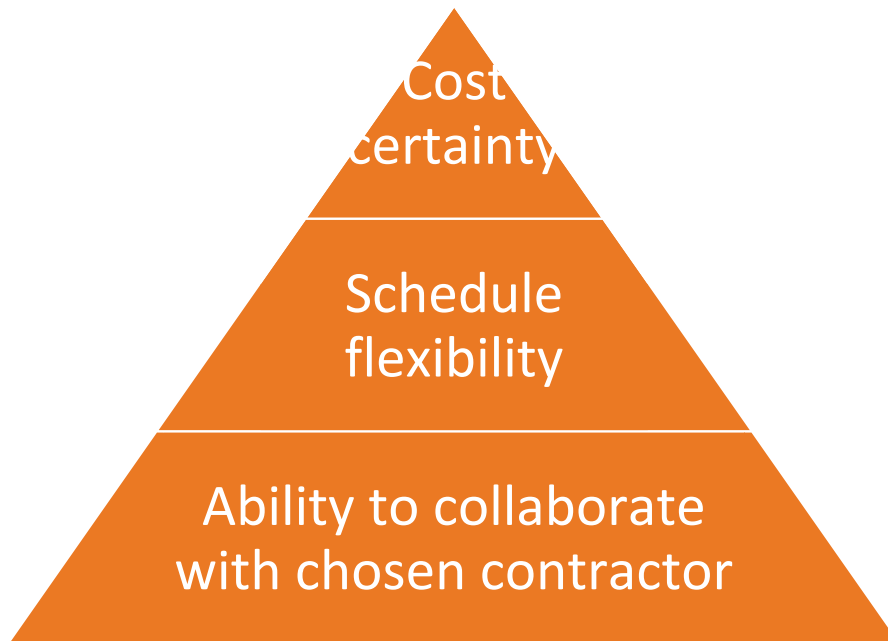 Cost
certainty
Schedule
flexibility
Ability to collaborate
with chosen contractor